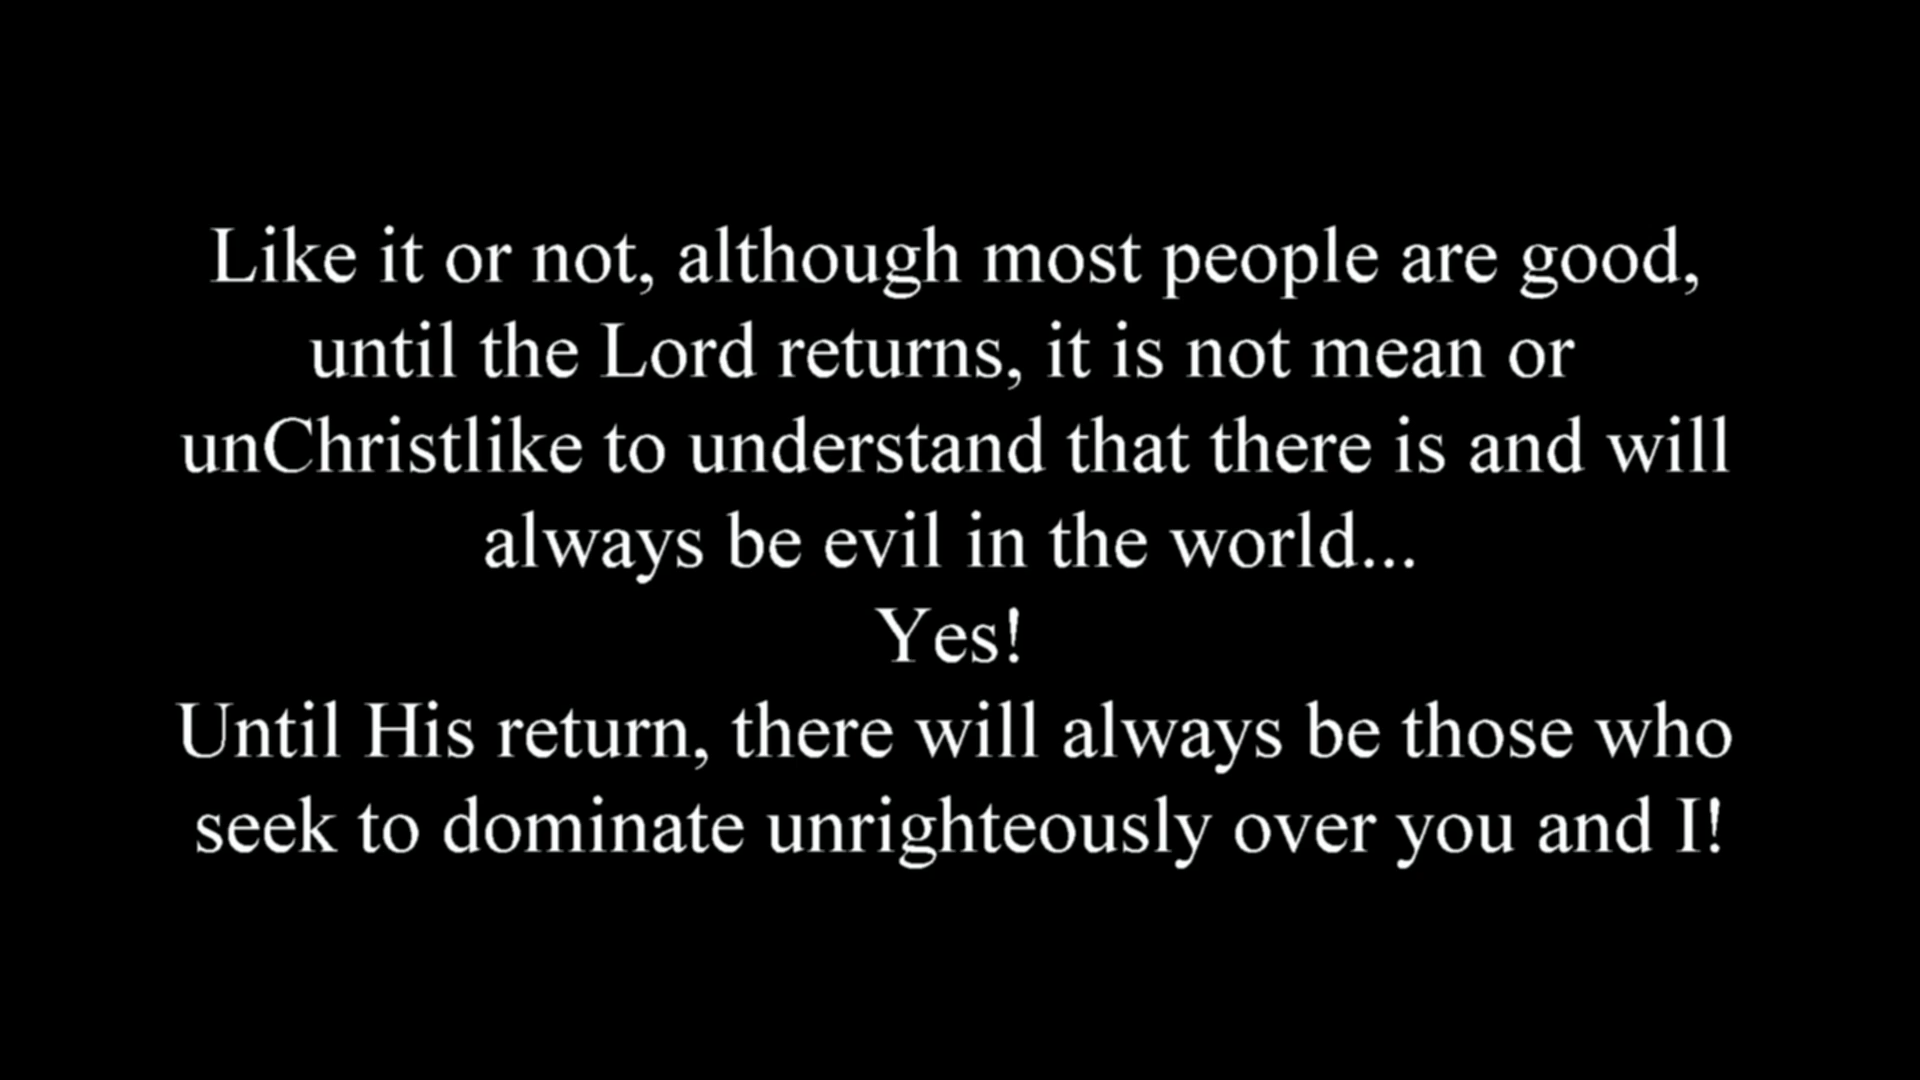 Like it or not, although most people are good,
until the Lord returns, it is not mean or
unChristlike to understand that there is and will
always be evil in the world...
Yes!
Until His return, there will always be those who
seek to dominate unrighteously over you and I!